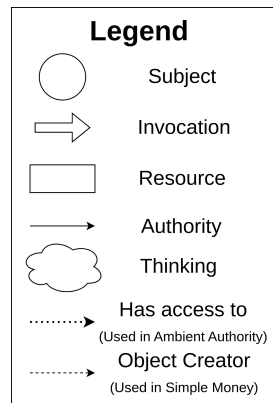 Legend
Subject
Invocation
Resource
Authority
Thinking
Has access to
(Used in Ambient Authority)
Object Creator
(Used in Simple Money)